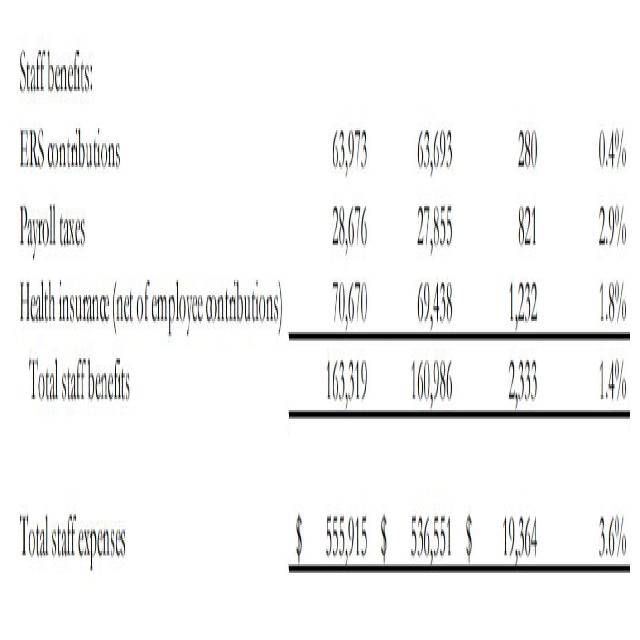 Staff benefits:
ERS contributions 63,973 63,693 280 0.4%
Payroll taxes 28,676 27,855 821 2.9%
Health insurance (net of employee contributions) 70,670 69,438 1,232 1.8%
Total staff benefits 163,319 160,986 2,333 1.4%
Total staff expenses $ 555,915 $ 536,551 $ 19,364 3.6%